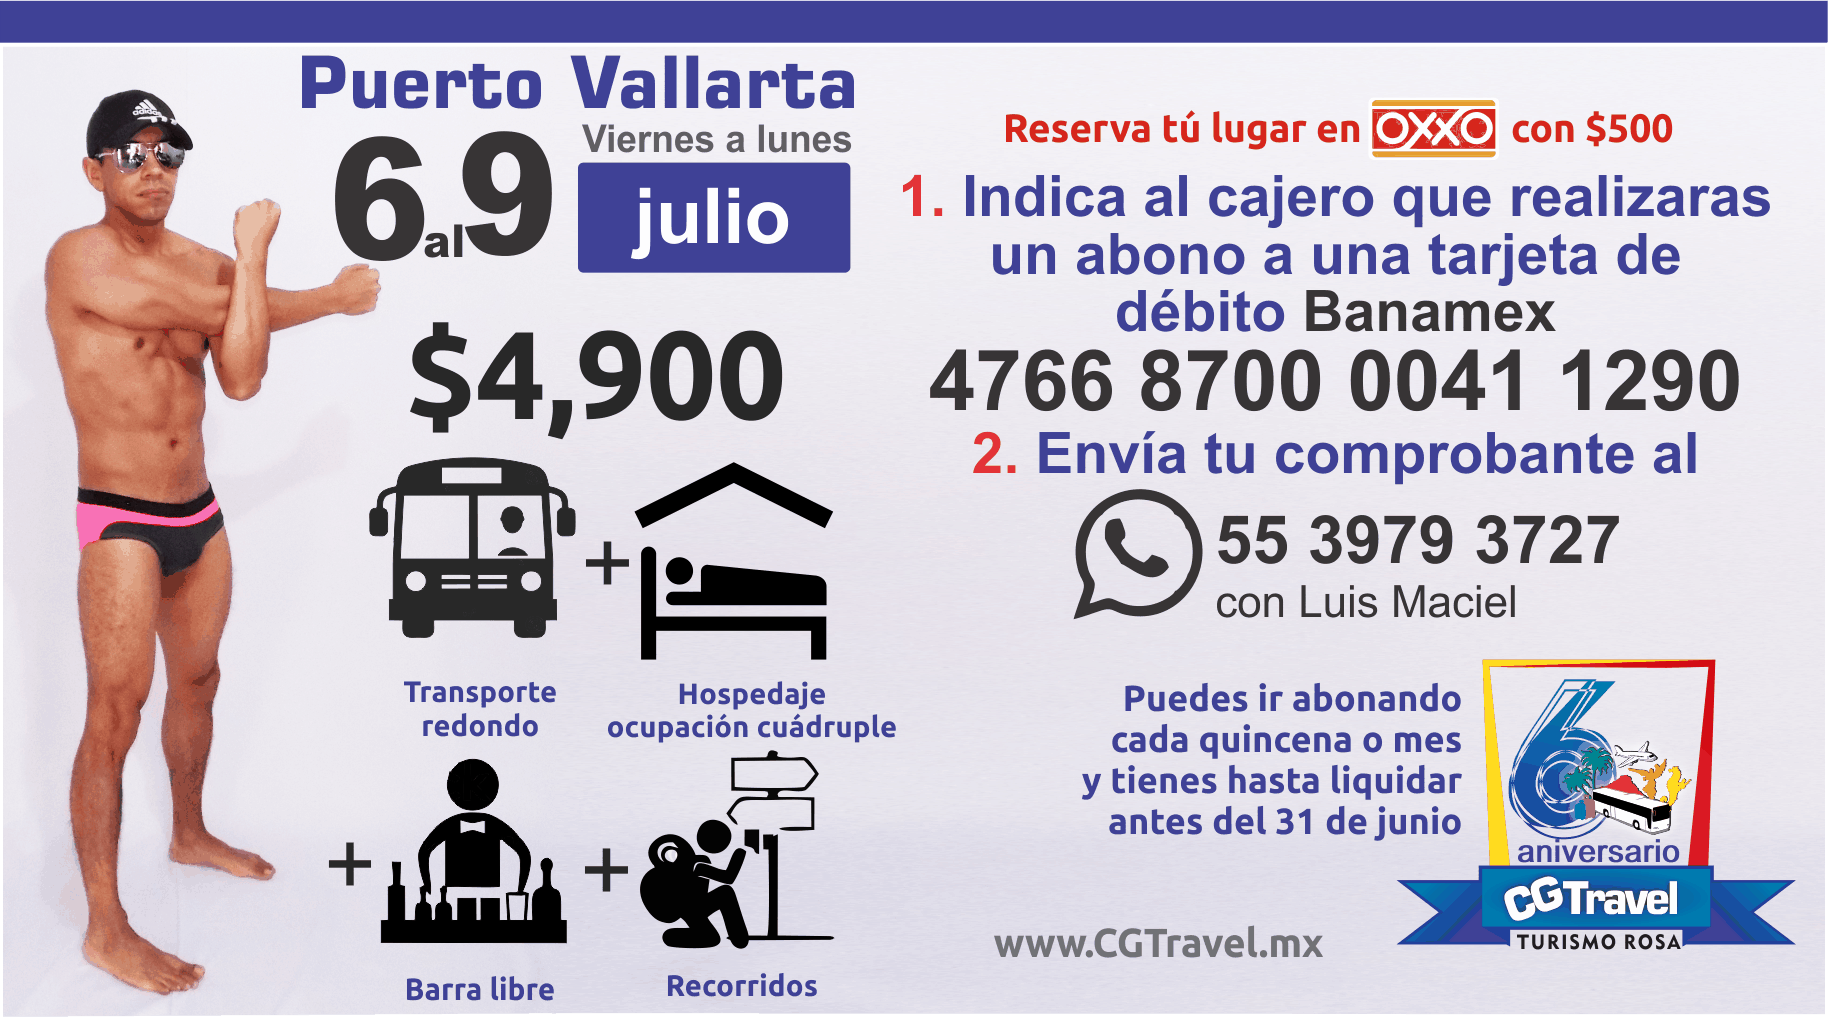 adidas
Puerto Vallarta
6 al 9
Viernes a lunes
julio
$4,900
Transporte
redondo
+
Hospedaje
ocupación cuádruple
+
Barra libre
+
Recorridos
Reserva tú lugar en OXXO con $500
1. Indica al cajero que realizaras
un abono a una tarjeta de
débito Banamex
4766 8700 0041 1290
2. Envía tu comprobante al
55 3979 3727
con Luis Maciel
Puedes ir abonando
cada quincena o mes
y tienes hasta liquidar
antes del 31 de junio
www.CGTravel.mx
6
aniversario
CGTravel
TURISMO ROSA